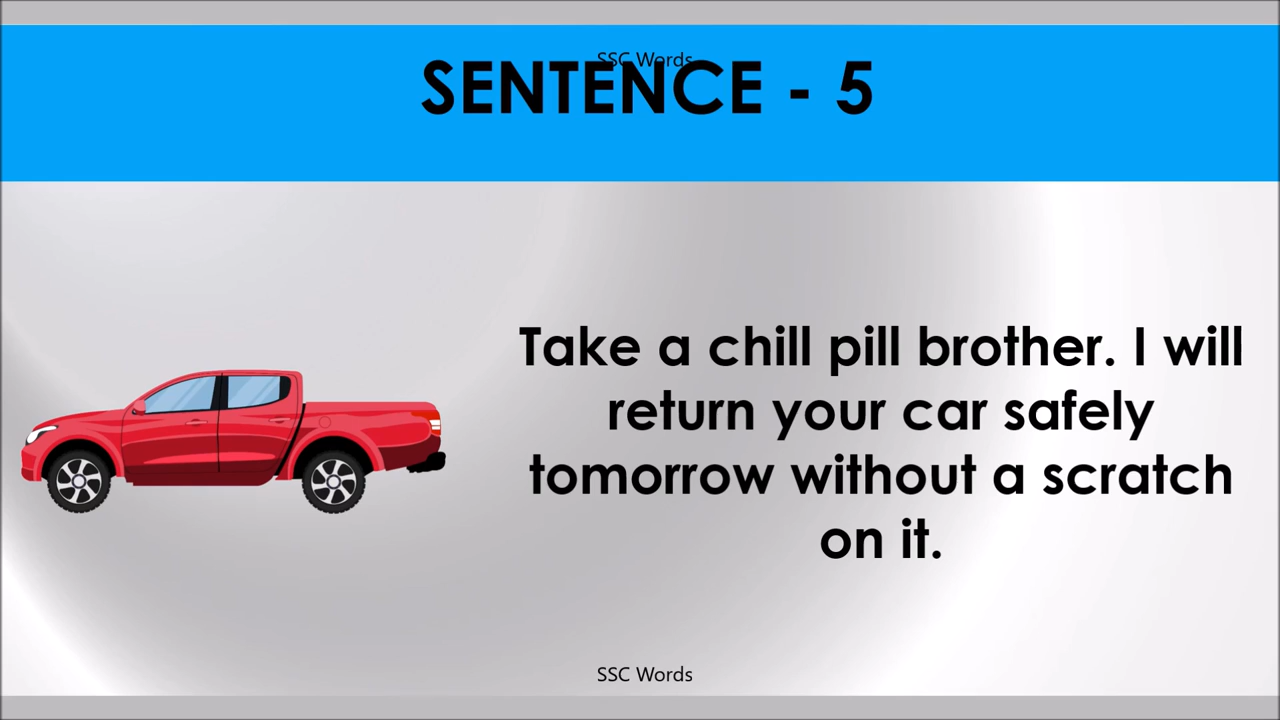 SSC Words
SENTENCE - 5
Take a chill pill brother. I will
return your car safely
tomorrow without a scratch
on it.
SSC Words